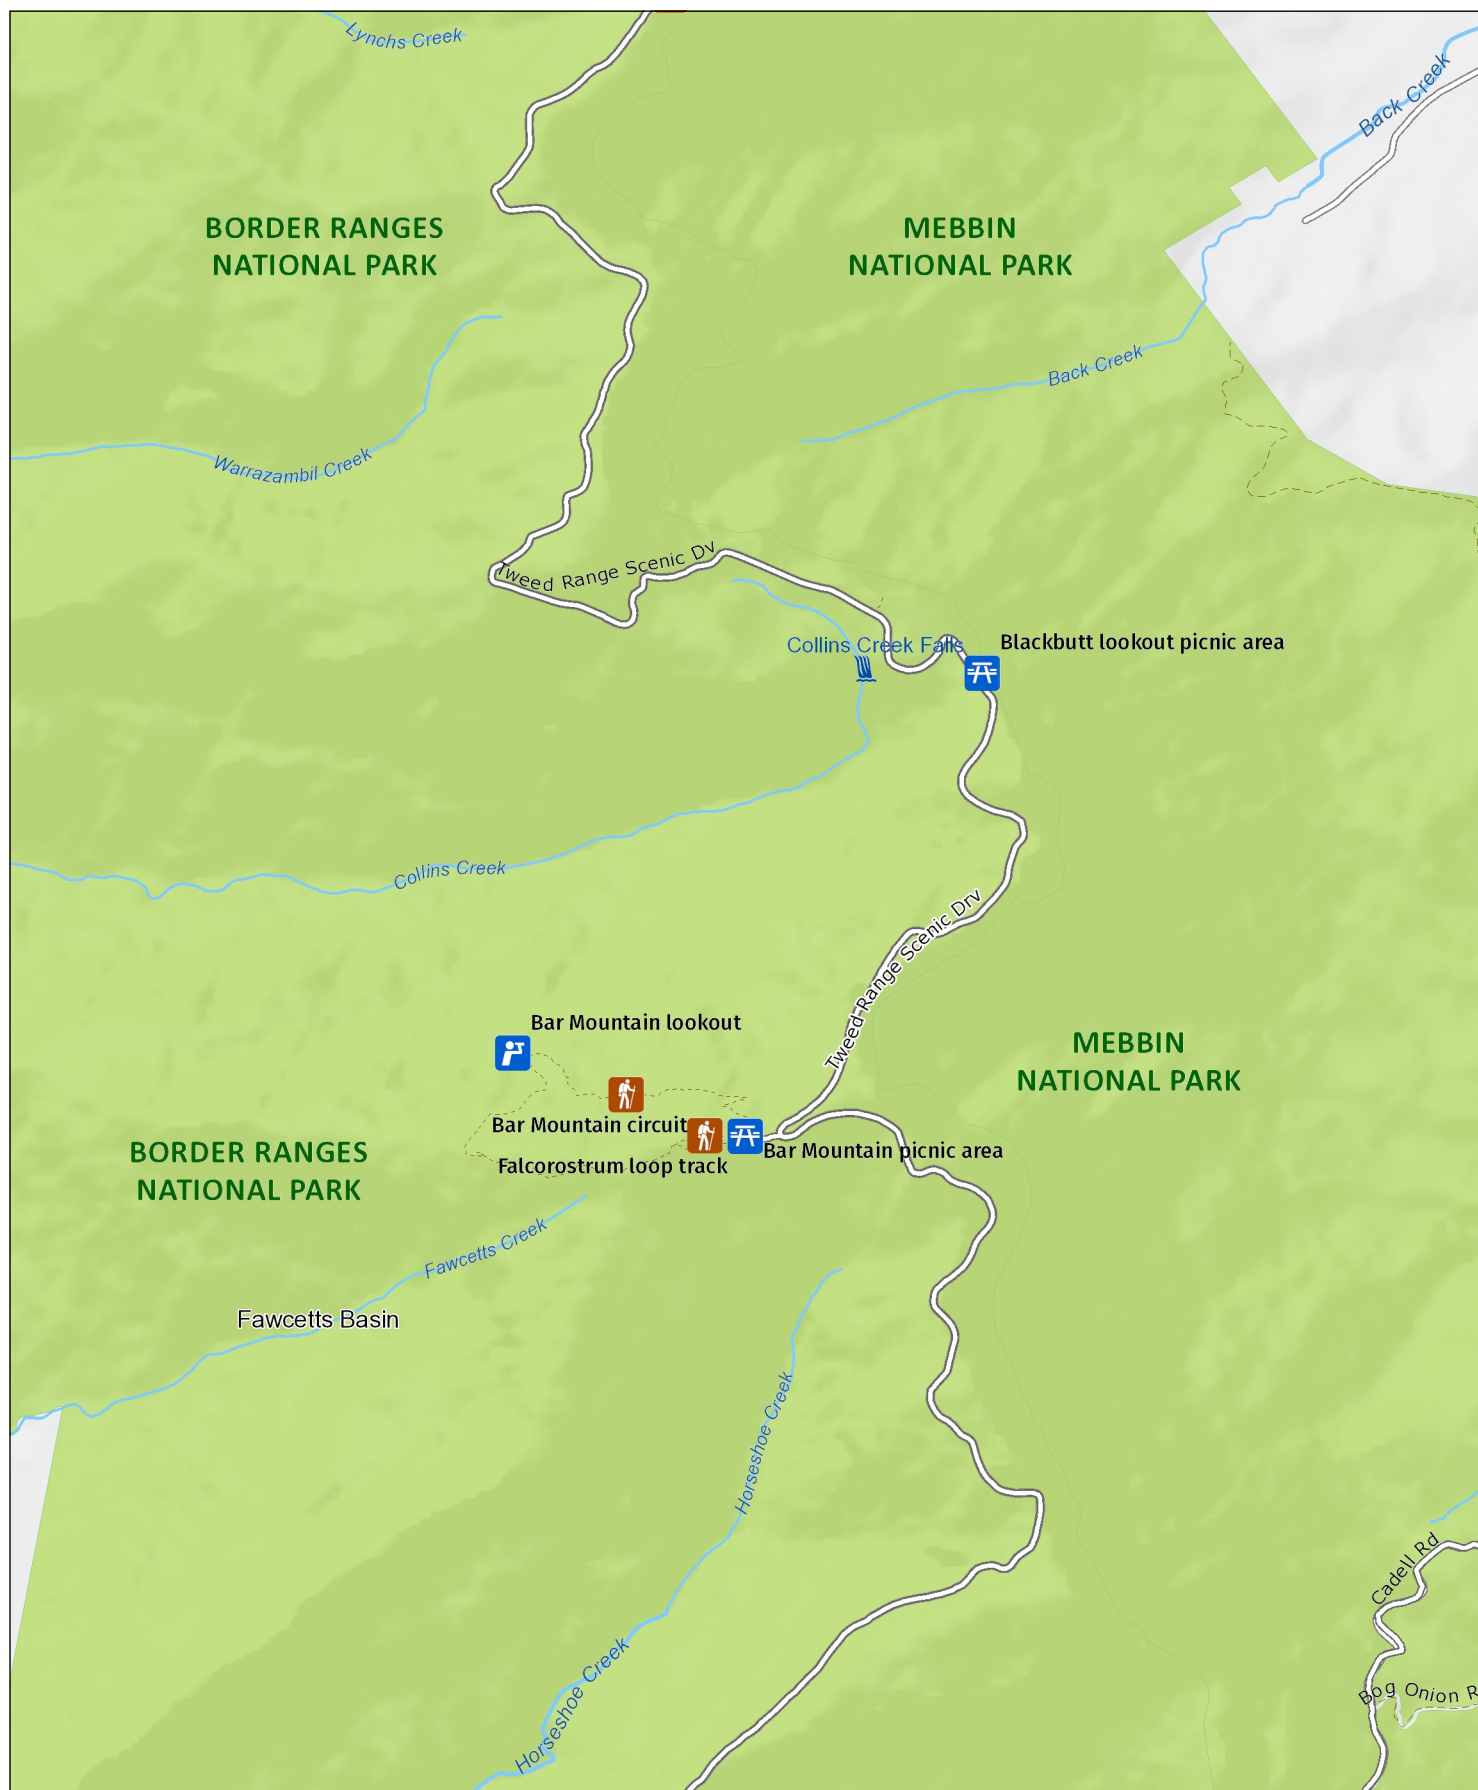 Lynchs Creek
Back Creek
BORDER RANGES
NATIONAL PARK
MEBBIN
NATIONAL PARK
Back Creek
Warrazambil Creek
Tweed Range Scenic Dv
Collins Creek Falls
Blackbutt lookout picnic area
Collins Creek
Tweed Range Scenic Drv
Bar Mountain lookout
MEBBIN
NATIONAL PARK
Bar Mountain circuit
Bar Mountain picnic area
Falcorostrum loop track
BORDER RANGES
NATIONAL PARK
Fawcetts Creek
Fawcetts Basin
Horseshoe Creek
Cadell Rd
Horseshoe Creek
Bog Onion R